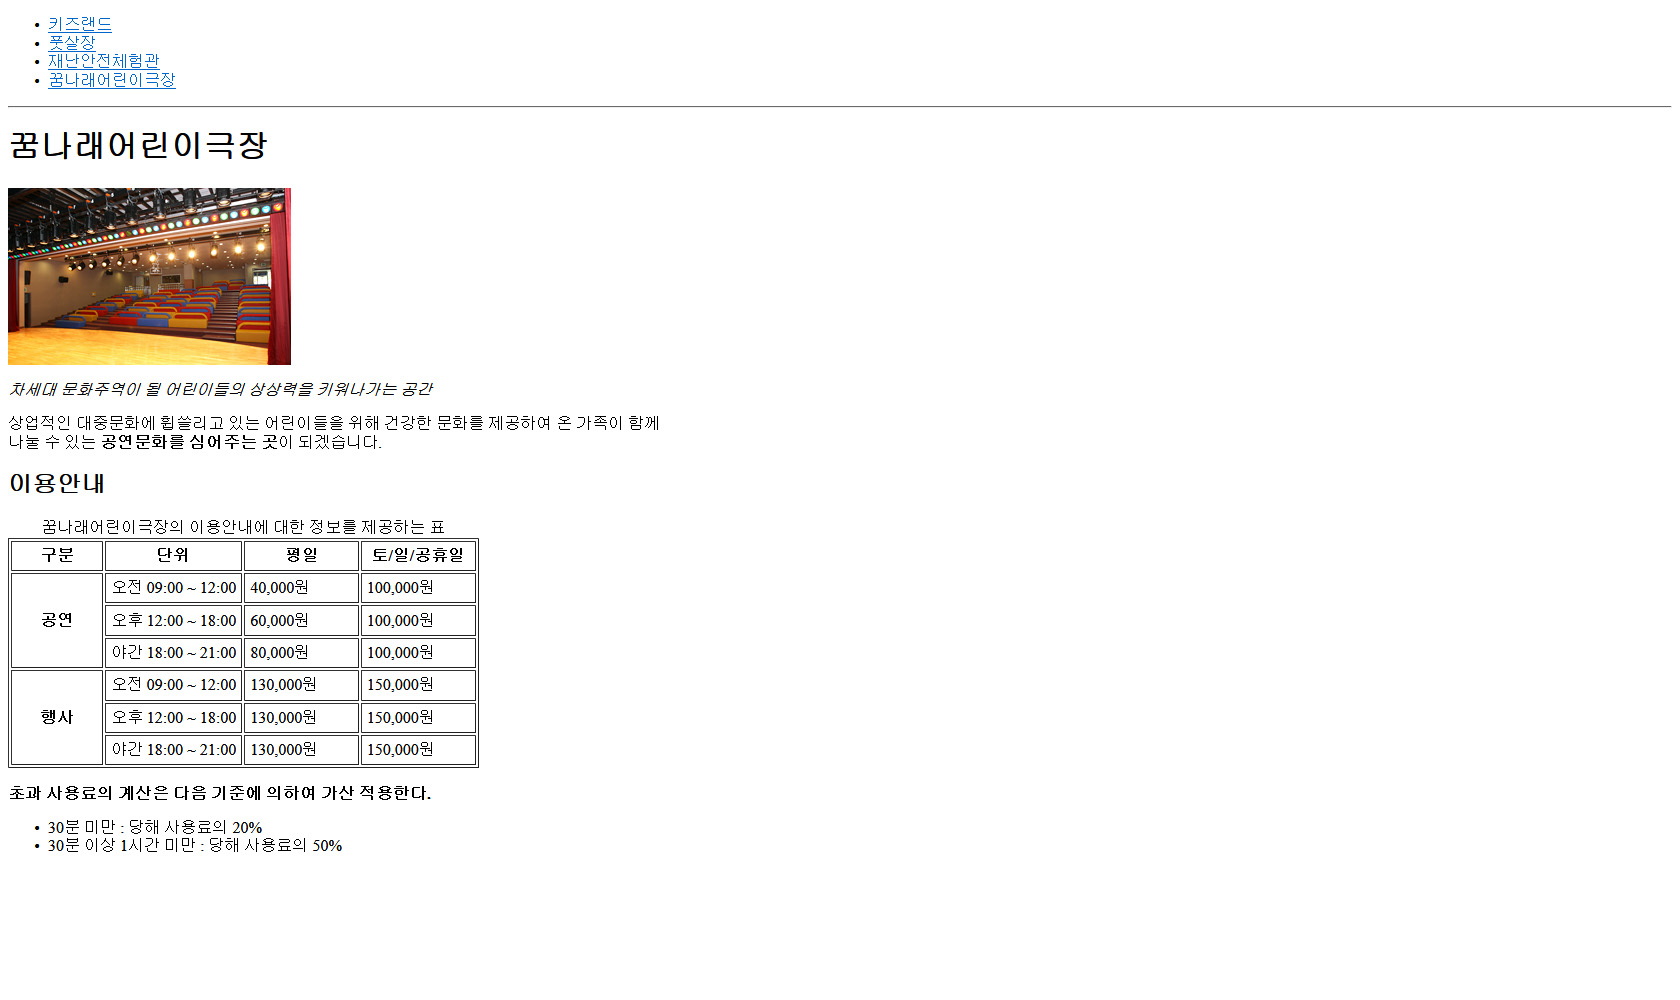 키즈랜드
풋살장
재난안전체험관
꿈나래어린이극장
꿈나래어린이극장
차세대 문화주역이 될 어린이들의 상상력을 키워나가는 공간
상업적인 대중문화에 휩쓸리고 있는 어린이들을 위해 건강한 문화를 제공하여 온 가족이 함께
나눌 수 있는 공연문화를 심어주는 곳이 되겠습니다.
이용안내
꿈나래어린이극장의 이용안내에 대한 정보를 제공하는 표
구분 단위 평일 토/일/공휴일
공연 오전 09:00 ~ 12:00 40,000원 100,000원
오후 12:00 ~ 18:00 60,000원 100,000원
야간 18:00 ~ 21:00 80,000원 100,000원
행사 오전 09:00 ~ 12:00 130,000원 150,000원
오후 12:00 ~ 18:00 130,000원 150,000원
야간 18:00 ~ 21:00 130,000원 150,000원
초과 사용료의 계산은 다음 기준에 의하여 가산 적용한다.
30분 미만 : 당해 사용료의 20%
30분 이상 1시간 미만 : 당해 사용료의 50%